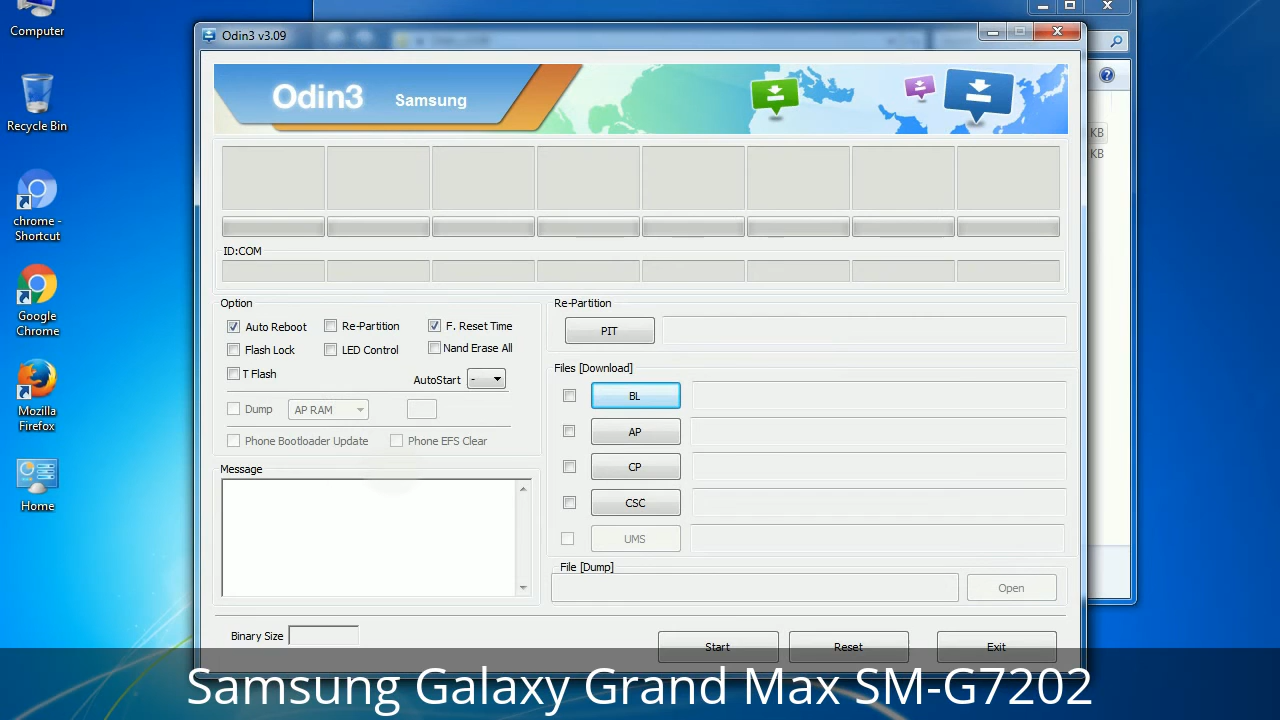 Computer
Recycle Bin
chrome - Shortcut
Google Chrome
Mozilla Firefox
Home
Odin3 v3.09
KB
KB
Odin3 Samsung
ID:COM
Option
Auto Reboot
Re-Partition
F. Reset Time
Flash Lock
LED Control
Nand Erase All
T Flash
AutoStart -
Dump AP RAM
Phone Bootloader Update
Phone EFS Clear
Message
Re-Partition
PIT
Files [Download]
BL
AP
CP
CSC
UMS
File [Dump]
Open
Binary Size
Start
Reset
Exit
Samsung Galaxy Grand Max SM-G7202